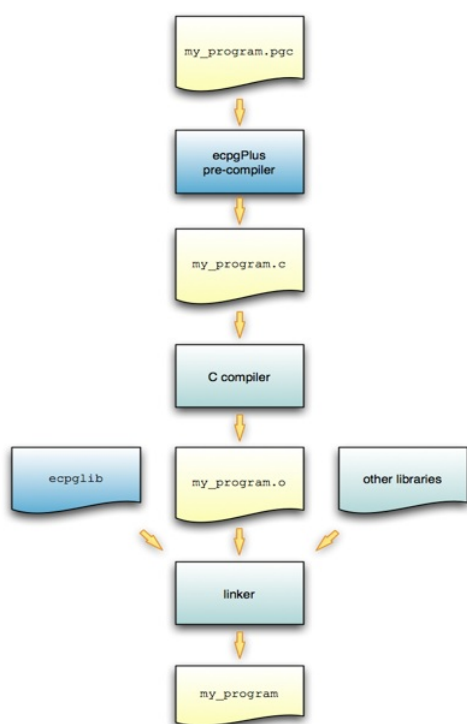 my_program.pgc
ecpgPlus
pre-compiler
my_program.c
C compiler
ecpglib
my_program.o
other libraries
linker
my_program